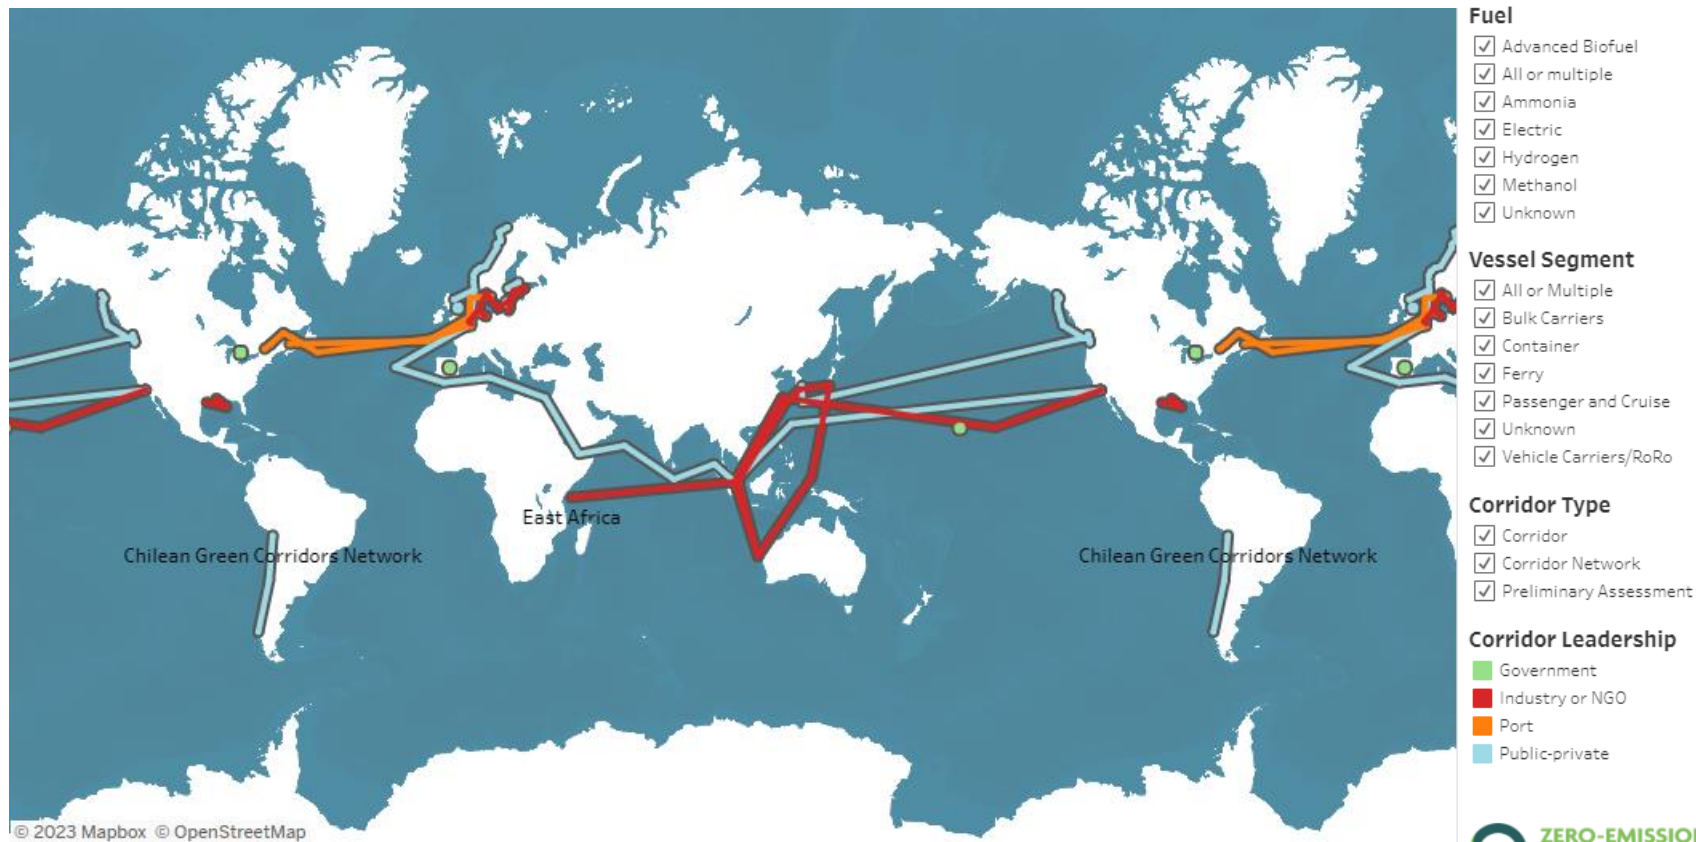 Fuel
Advanced Biofuel
All or multiple
Ammonia
Electric
Hydrogen
Methanol
Unknown
Vessel Segment
All or Multiple
Bulk Carriers
Container
Ferry
Passenger and Cruise
Unknown
Vehicle Carriers/RoRo
Corridor Type
Corridor
Corridor Network
Preliminary Assessment
Corridor Leadership
Government
Industry or NGO
Port
Public-private
East Africa
Chilean Green Corridors Network
Chilean Green Corridors Network
© 2023 Mapbox © OpenStreetMap
ZERO-EMISSION